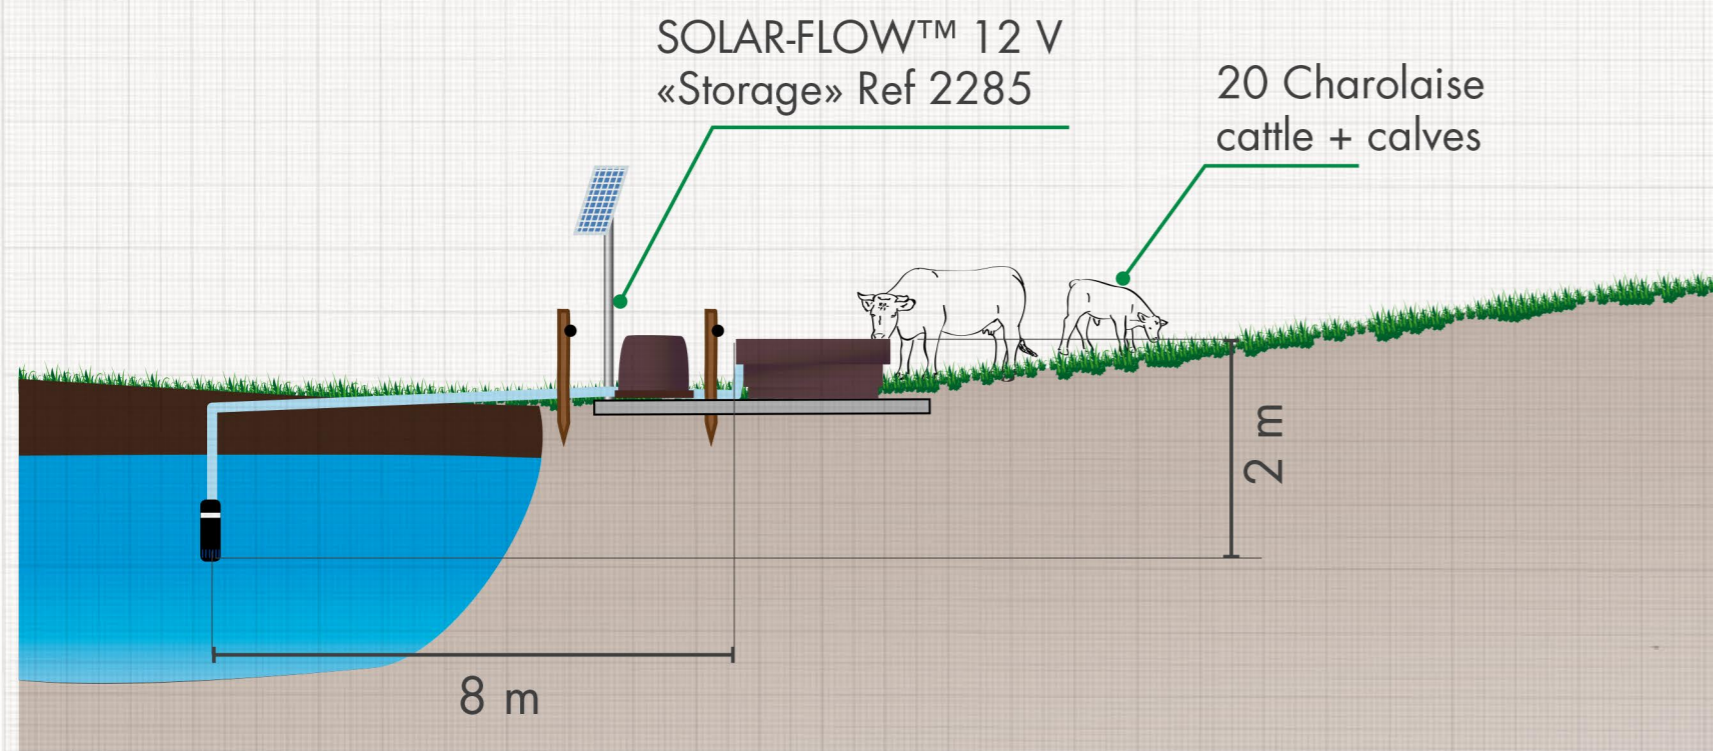 SOLAR-FLOW™ 12 V
«Storage» Ref 2285
20 Charolaise
cattle + calves
2 m
8 m